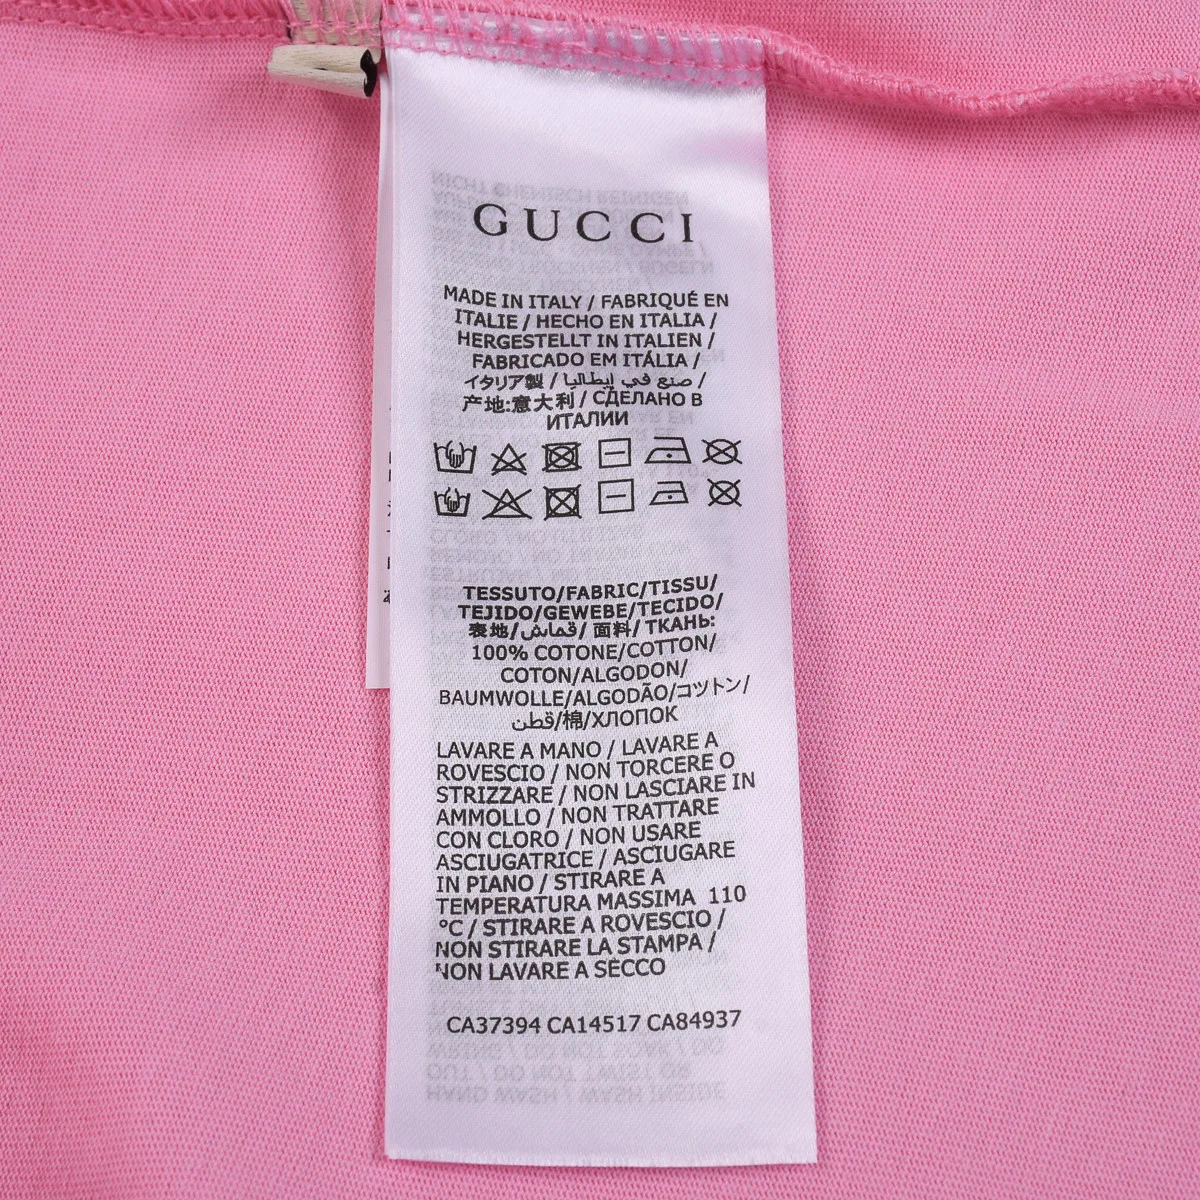 GUCCI
MADE IN ITALY / FABRIQUÉ EN
ITALIE / HECHO EN ITALIA /
HERGESTELLT IN ITALIEN /
FABRICADO EM ITÁLIA /
イタリア製 / صنع في إيطاليا /
产地:意大利 / СДЕЛАНО В
ИТАЛИИ
TESSUTO/FABRIC/TISSU/
TEJIDO/GEWEBE/TECIDO/
表地/قماش/ 面料/ ТКАНЬ:
100% COTONE/COTTON/
COTON/ALGODON/
BAUMWOLLE/ALGODÃO/コットン/
قطن/棉/ХЛОПОК
LAVARE A MANO / LAVARE A
ROVESCIO / NON TORCERE O
STRIZZARE / NON LASCIARE IN
AMMOLLO / NON TRATTARE
CON CLORO / NON USARE
ASCIUGATRICE / ASCIUGARE
IN PIANO / STIRARE A
TEMPERATURA MASSIMA 110
°C / STIRARE A ROVESCIO /
NON STIRARE LA STAMPA /
NON LAVARE A SECCO
CA37394 CA14517 CA84937